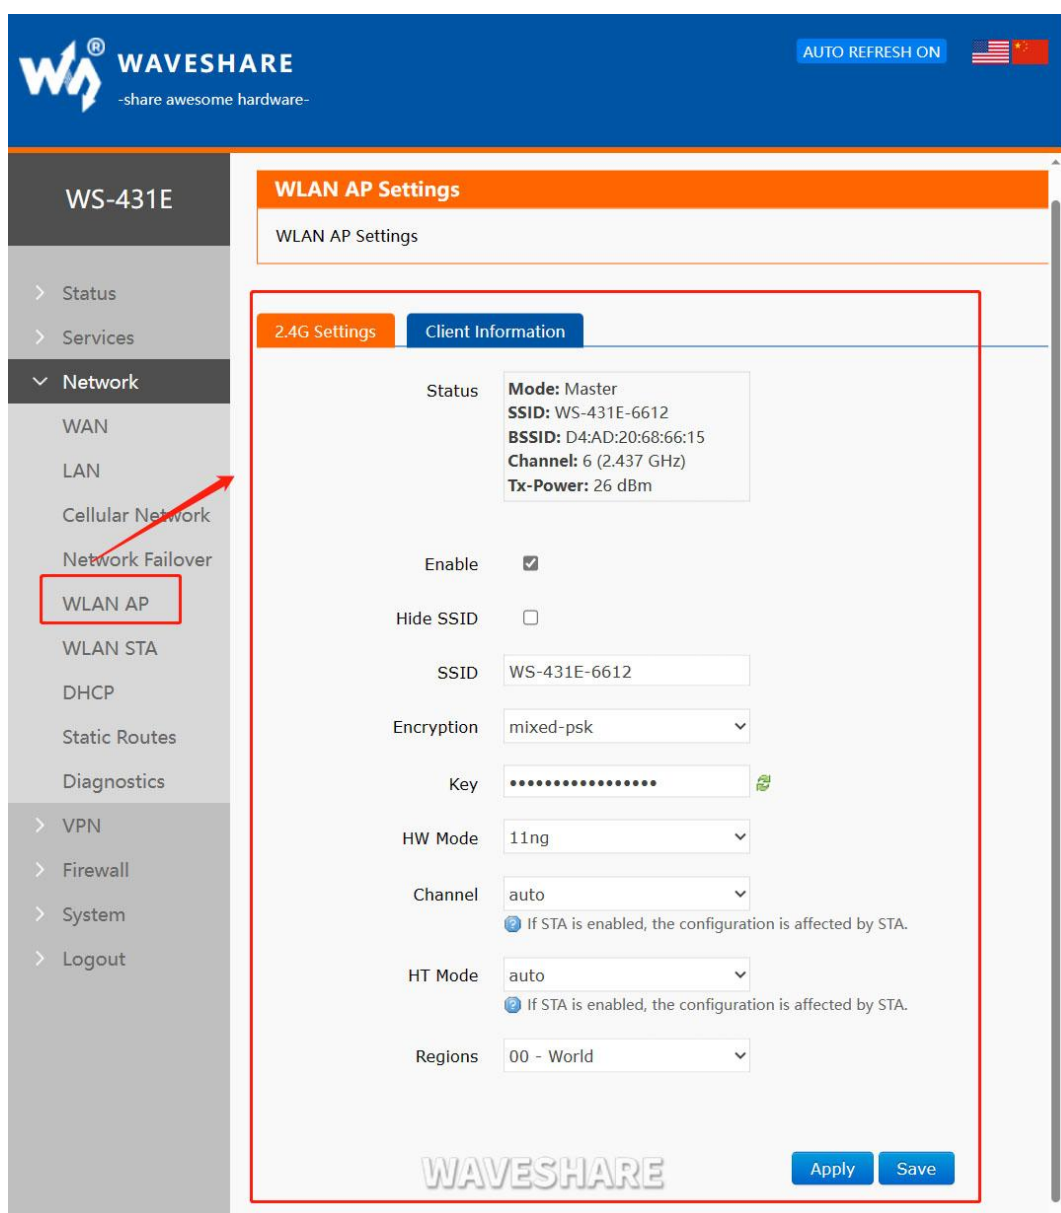 WAVESHARE
-share awesome hardware-
AUTO REFRESH ON
WS-431E
Status
Services
Network
WAN
LAN
Cellular Network
Network Failover
WLAN AP
WLAN STA
DHCP
Static Routes
Diagnostics
VPN
Firewall
System
Logout
WLAN AP Settings
WLAN AP Settings
2.4G Settings
Client Information
Status
Mode: Master
SSID: WS-431E-6612
BSSID: D4:AD:20:68:66:15
Channel: 6 (2.437 GHz)
Tx-Power: 26 dBm
Enable
Hide SSID
SSID WS-431E-6612
Encryption mixed-psk
Key •••••••••••••••••
HW Mode 11ng
Channel auto
If STA is enabled, the configuration is affected by STA.
HT Mode auto
If STA is enabled, the configuration is affected by STA.
Regions 00 - World
WAVESHARE
Apply
Save